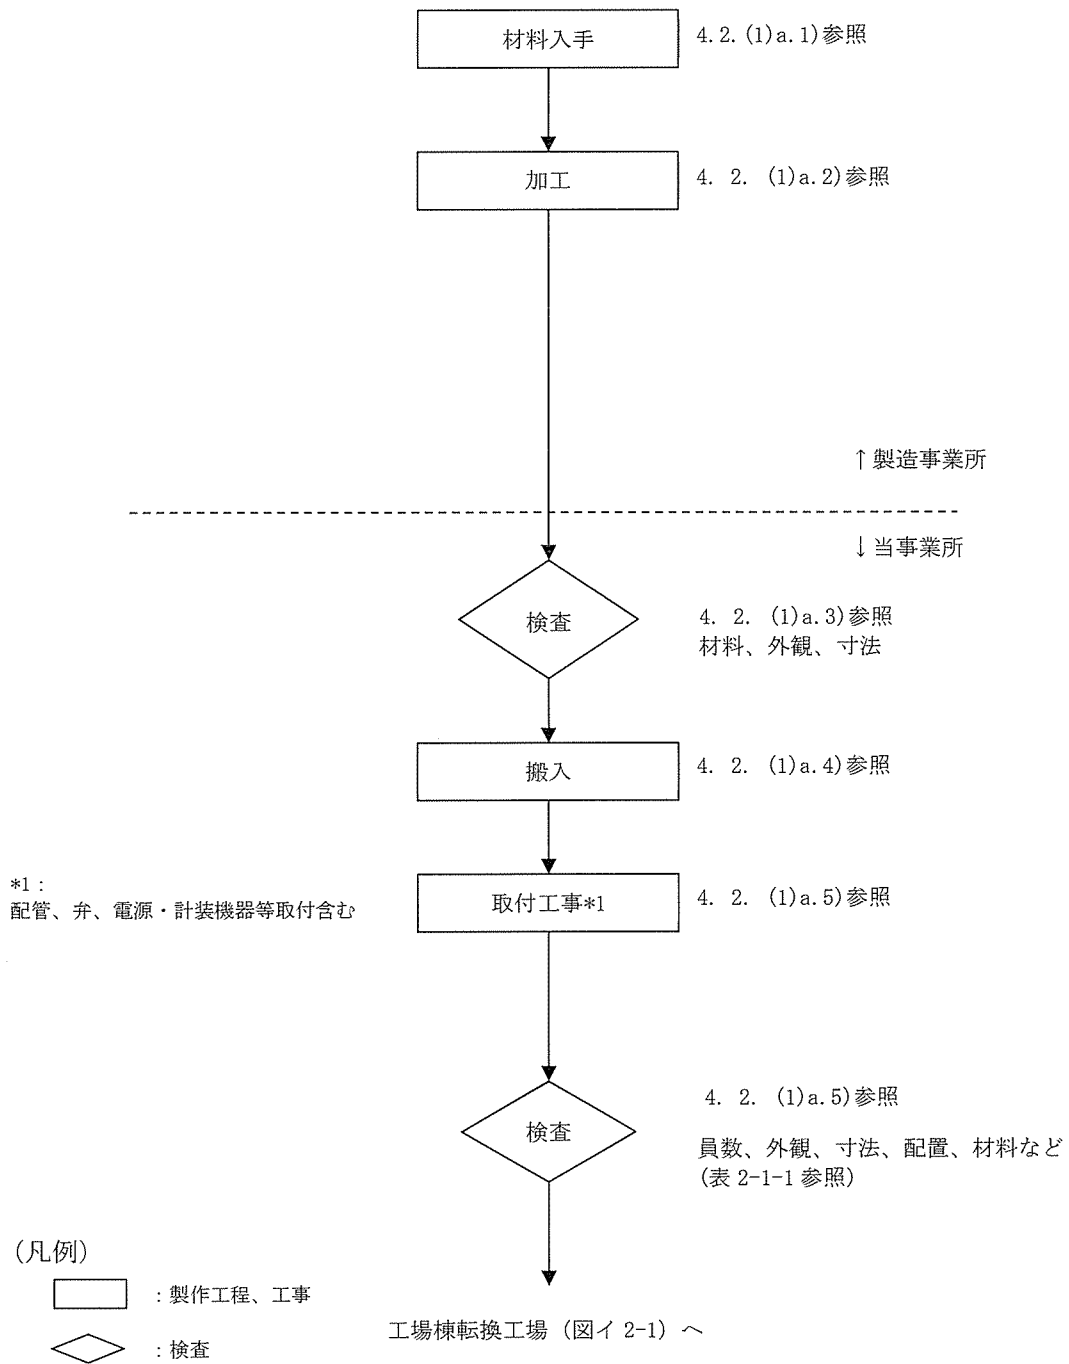 材料入手
4.2.(1)a.1)参照
加工
4. 2. (1)a.2)参照
↑製造事業所
↓当事業所
検査
4. 2. (1)a.3)参照
材料、外観、寸法
搬入
4. 2. (1)a.4)参照
*1:
配管、弁、電源・計装機器等取付含む
取付工事*1
4. 2. (1)a.5)参照
検査
4. 2. (1)a.5)参照
員数、外観、寸法、配置、材料など
(表 2-1-1 参照)
(凡例)
:製作工程、工事
:検査
工場棟転換工場(図イ 2-1)へ